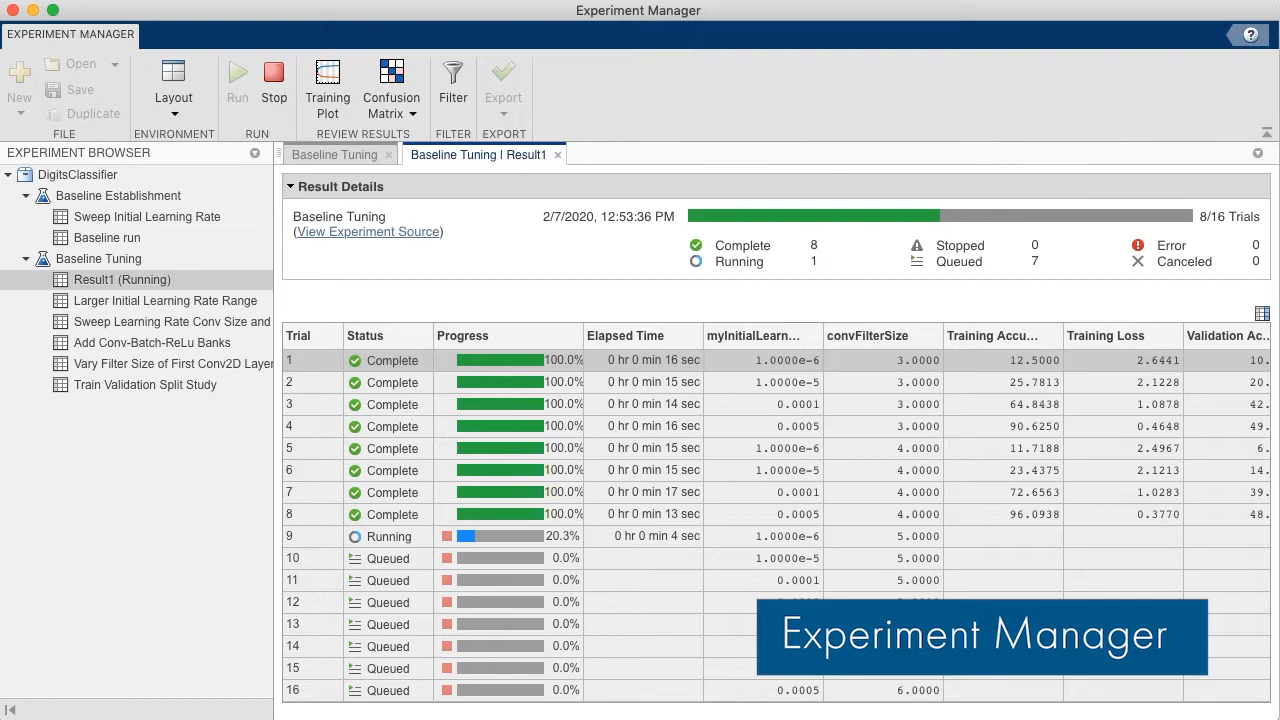 Experiment Manager
EXPERIMENT MANAGER
?
New
Open
Save
Duplicate
FILE
Layout
ENVIRONMENT
Run
Stop
RUN
Training Plot
Confusion Matrix
REVIEW RESULTS
Filter
FILTER
Export
EXPORT
EXPERIMENT BROWSER
DigitsClassifier
Baseline Establishment
Sweep Initial Learning Rate
Baseline run
Baseline Tuning
Result1 (Running)
Larger Initial Learning Rate Range
Sweep Learning Rate Conv Size and
Add Conv-Batch-ReLu Banks
Vary Filter Size of First Conv2D Layer
Train Validation Split Study
Baseline Tuning
Baseline Tuning | Result1
Result Details
Baseline Tuning 2/7/2020, 12:53:36 PM 8/16 Trials
(View Experiment Source)
Complete 8 Stopped 0 Error 0
Running 1 Queued 7 Canceled 0
Trial Status Progress Elapsed Time myInitialLearn... convFilterSize Training Accu... Training Loss Validation Ac..
1 Complete 100.0% 0 hr 0 min 16 sec 1.0000e-6 3.0000 12.5000 2.6441 10.
2 Complete 100.0% 0 hr 0 min 15 sec 1.0000e-5 3.0000 25.7813 2.1228 20.
3 Complete 100.0% 0 hr 0 min 14 sec 0.0001 3.0000 64.8438 1.0878 42.
4 Complete 100.0% 0 hr 0 min 16 sec 0.0005 3.0000 90.6250 0.4648 49.
5 Complete 100.0% 0 hr 0 min 15 sec 1.0000e-6 4.0000 11.7188 2.4967 6.
6 Complete 100.0% 0 hr 0 min 15 sec 1.0000e-5 4.0000 23.4375 2.1213 14.
7 Complete 100.0% 0 hr 0 min 17 sec 0.0001 4.0000 72.6563 1.0283 39.
8 Complete 100.0% 0 hr 0 min 13 sec 0.0005 4.0000 96.0938 0.3770 48.
9 Running 20.3% 0 hr 0 min 4 sec 1.0000e-6 5.0000
10 Queued 0.0% 1.0000e-5 5.0000
11 Queued 0.0% 0.0001 5.0000
12 Queued 0.0%
13 Queued 0.0%
14 Queued 0.0%
15 Queued 0.0%
16 Queued 0.0% 0.0005 6.0000
Experiment Manager